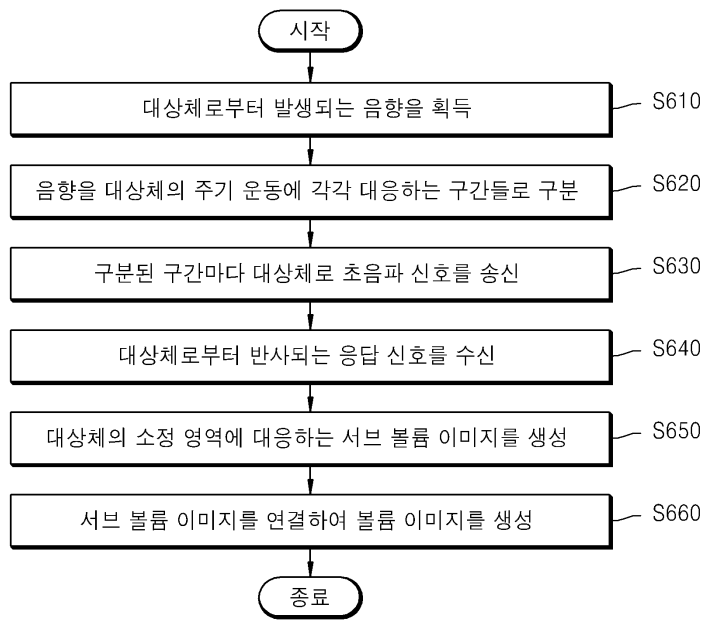 시작
대상체로부터 발생되는 음향을 획득 S610
음향을 대상체의 주기 운동에 각각 대응하는 구간들로 구분 S620
구분된 구간마다 대상체로 초음파 신호를 송신 S630
대상체로부터 반사되는 응답 신호를 수신 S640
대상체의 소정 영역에 대응하는 서브 볼륨 이미지를 생성 S650
서브 볼륨 이미지를 연결하여 볼륨 이미지를 생성 S660
종료